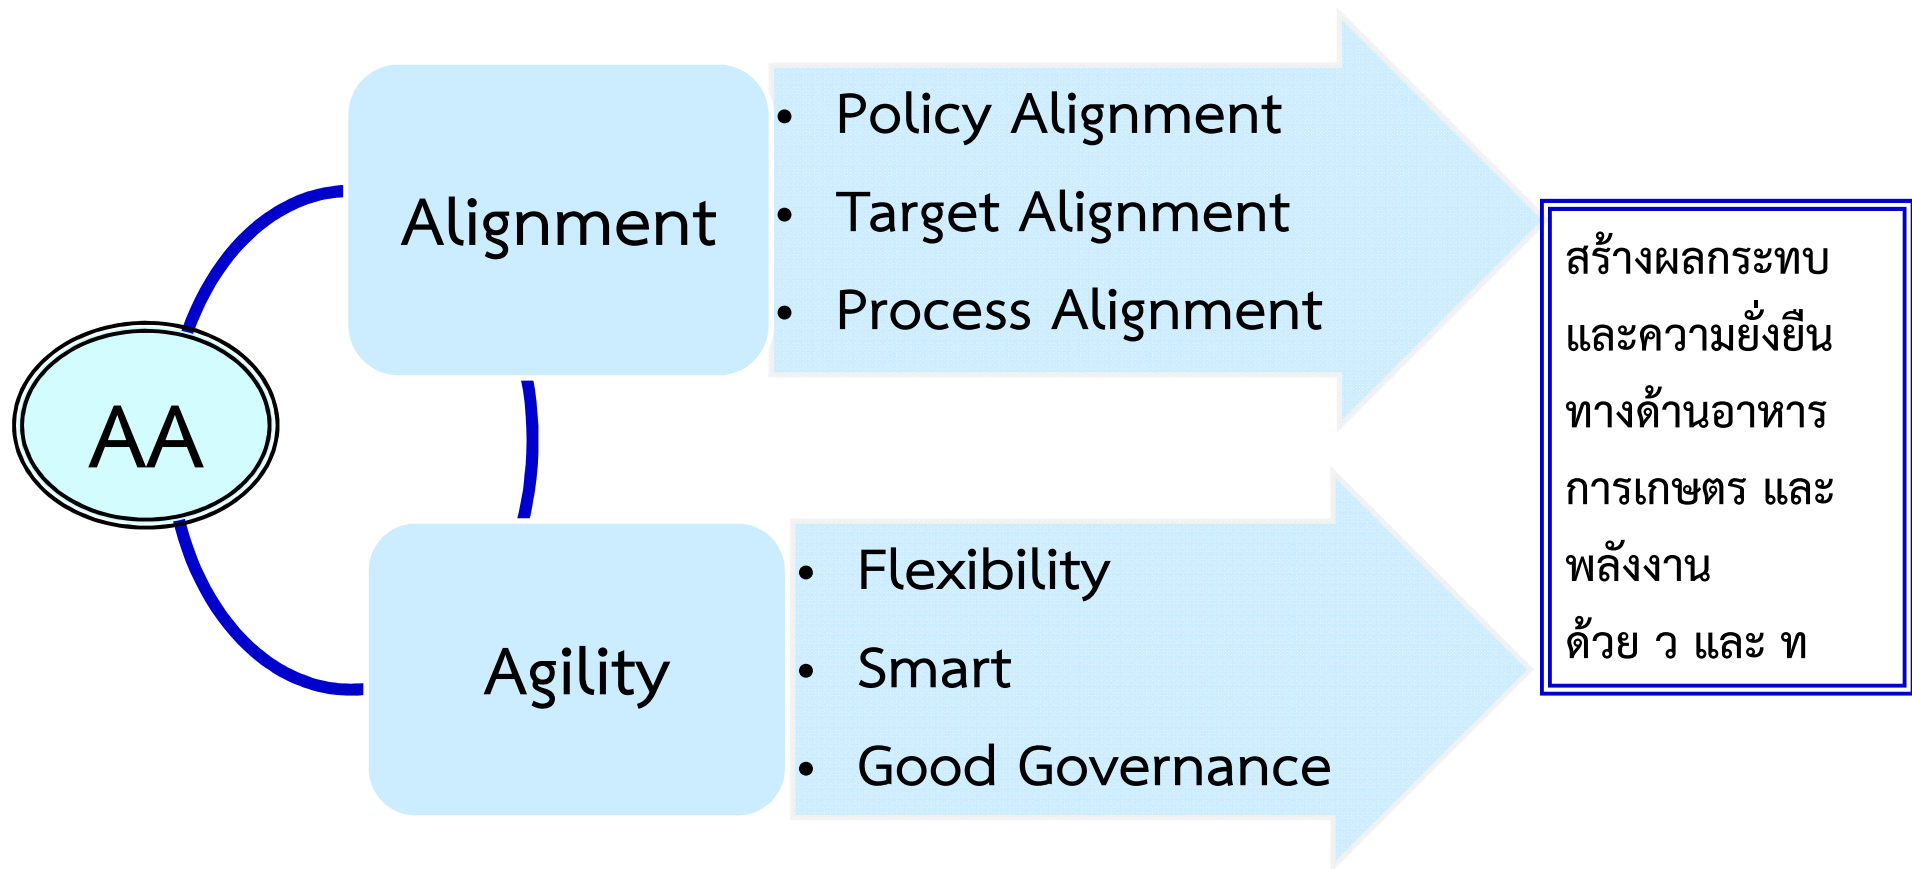 AA
Alignment
• Policy Alignment
• Target Alignment
• Process Alignment
Agility
• Flexibility
• Smart
• Good Governance
สร้างผลกระทบ
และความยั่งยืน
ทางด้านอาหาร
การเกษตร และ
พลังงาน
ด้วย ว และ ท